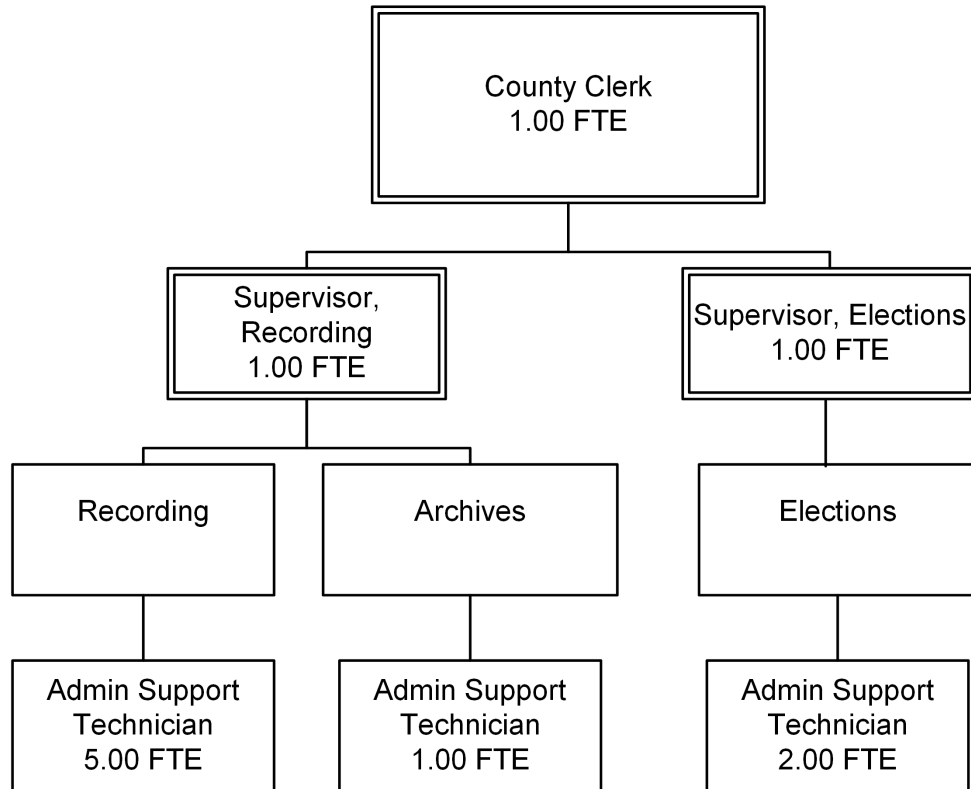 County Clerk
1.00 FTE
Supervisor,
Recording
1.00 FTE
Supervisor, Elections
1.00 FTE
Recording
Archives
Elections
Admin Support
Technician
5.00 FTE
Admin Support
Technician
1.00 FTE
Admin Support
Technician
2.00 FTE